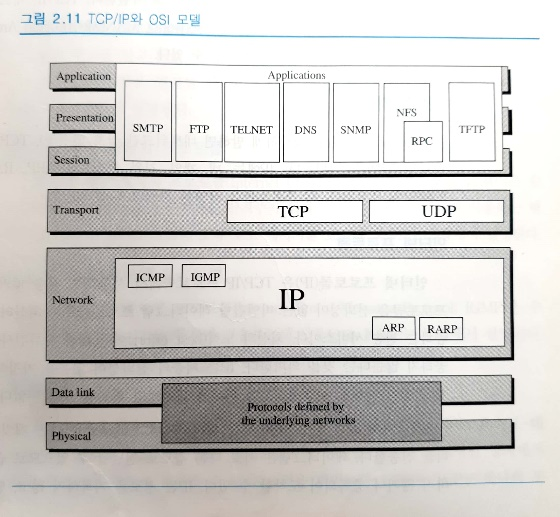 그림 2.11 TCP/IP와 OSI 모델
Application
Applications
Presentation
SMTP
FTP
TELNET
DNS
SNMP
NFS
RPC
TFTP
Session
Transport
TCP
UDP
Network
ICMP
IGMP
IP
ARP
RARP
Data link
Protocols defined by
the underlying networks
Physical